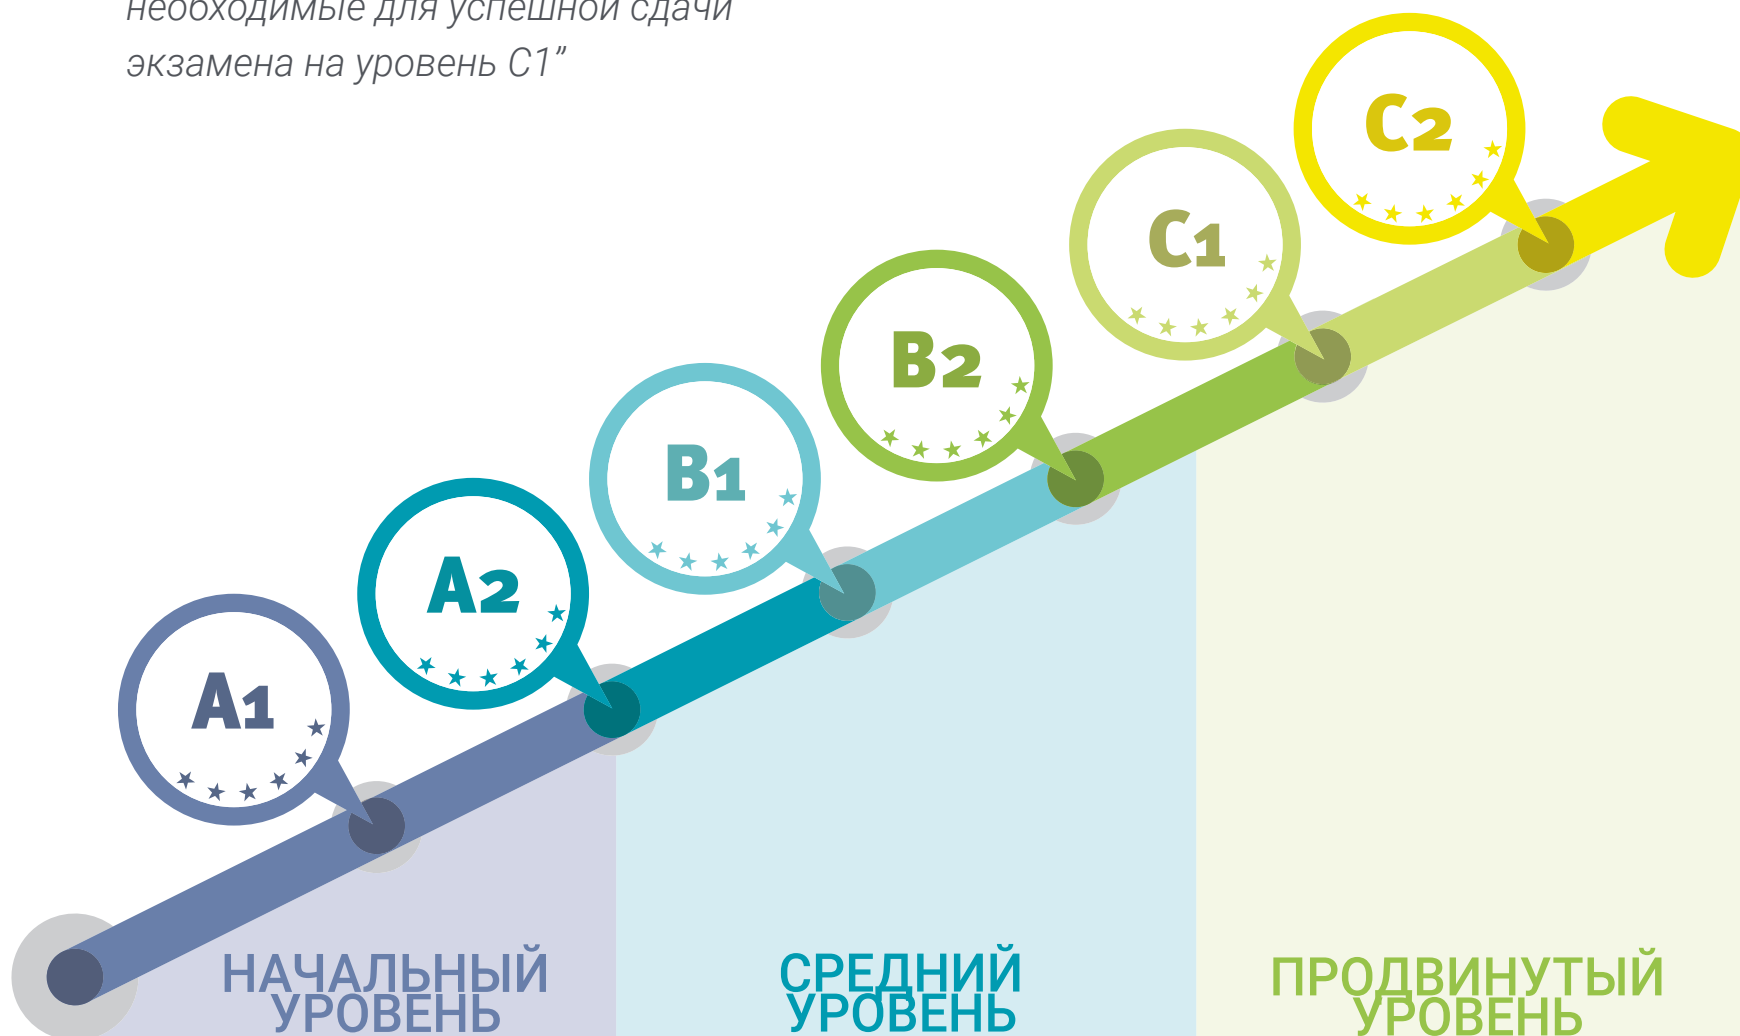 необходимые для успешной сдачи
экзамена на уровень C1”
C2
C1
B2
B1
A2
A1
НАЧАЛЬНЫЙ
УРОВЕНЬ
СРЕДНИЙ
УРОВЕНЬ
ПРОДВИНУТЫЙ
УРОВЕНЬ